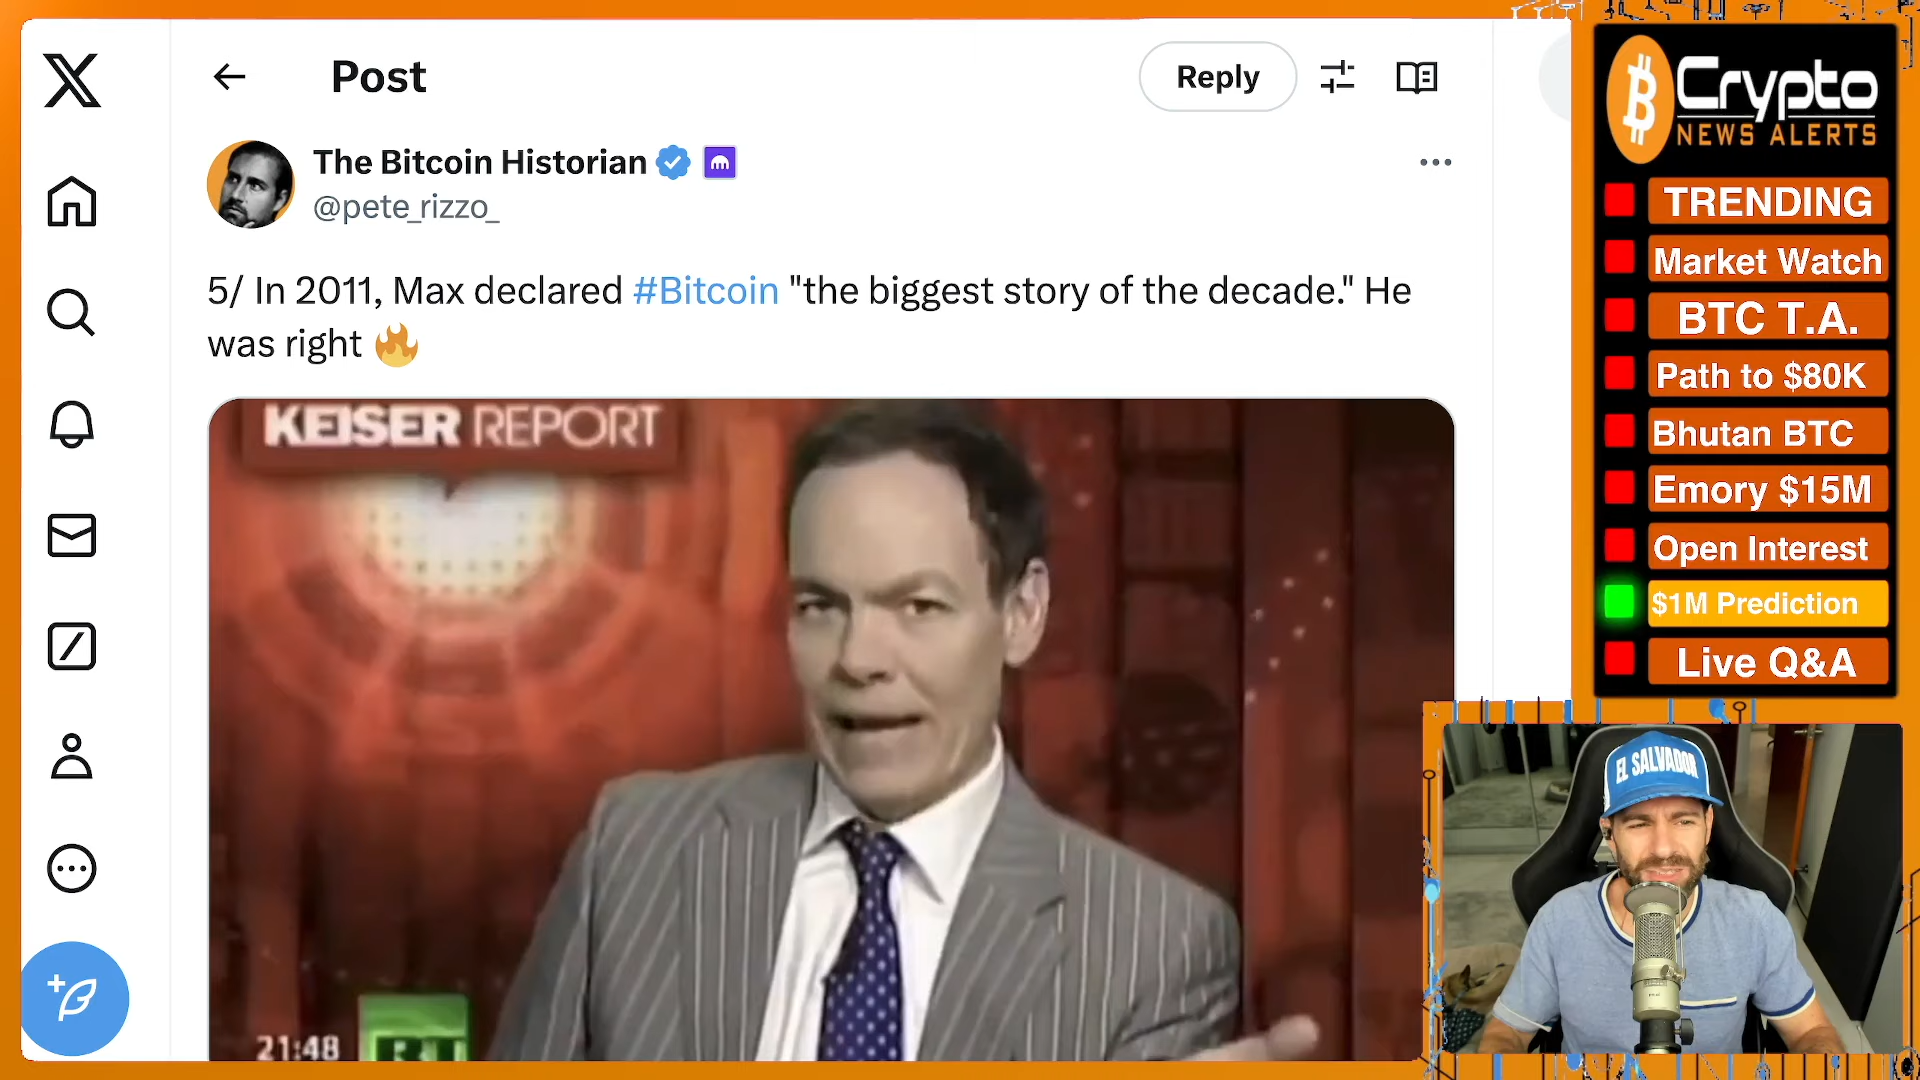 Post
Reply
The Bitcoin Historian
@pete_rizzo_
5/ In 2011, Max declared #Bitcoin "the biggest story of the decade." He
was right 🔥
KEISER REPORT
21:48
Crypto
NEWS ALERTS
TRENDING
Market Watch
BTC T.A.
Path to $80K
Bhutan BTC
Emory $15M
Open Interest
$1M Prediction
Live Q&A
EL SALVADOR